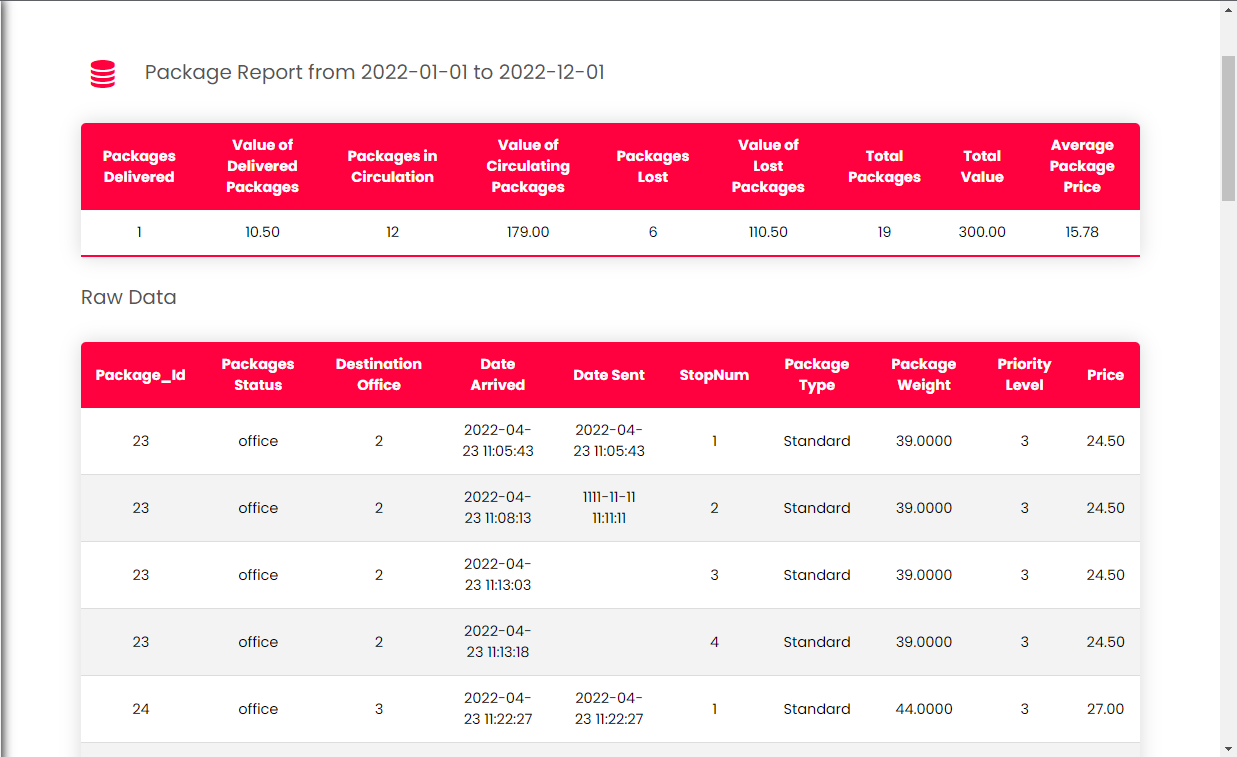 Package Report from 2022-01-01 to 2022-12-01
Packages Delivered Value of Delivered Packages Packages in Circulation Value of Circulating Packages Packages Lost Value of Lost Packages Total Packages Total Value Average Package Price
1 10.50 12 179.00 6 110.50 19 300.00 15.78
Raw Data
Package_Id Packages Status Destination Office Date Arrived Date Sent StopNum Package Type Package Weight Priority Level Price
23 office 2 2022-04-23 11:05:43 2022-04-23 11:05:43 1 Standard 39.0000 3 24.50
23 office 2 2022-04-23 11:08:13 1111-11-11 11:11:11 2 Standard 39.0000 3 24.50
23 office 2 2022-04-23 11:13:03 3 Standard 39.0000 3 24.50
23 office 2 2022-04-23 11:13:18 4 Standard 39.0000 3 24.50
24 office 3 2022-04-23 11:22:27 2022-04-23 11:22:27 1 Standard 44.0000 3 27.00